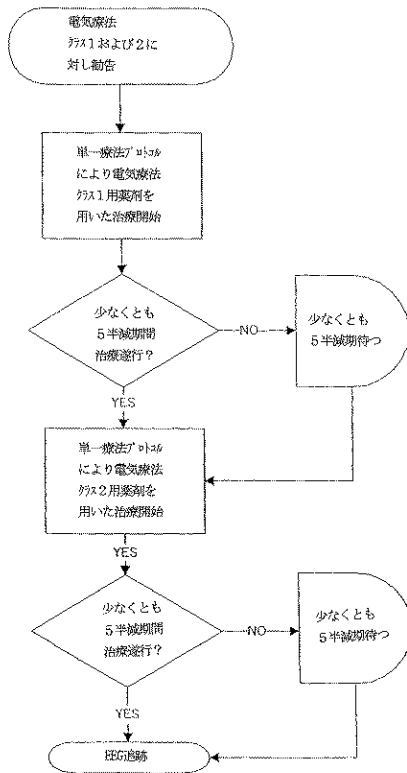 電気療法
ｸﾗｽ1および2に
対し勧告
単一療法ﾌﾟﾛﾄｺﾙ
により電気療法
ｸﾗｽ1用薬剤を
用いた治療開始
少なくとも
5半減期間
治療遂行?
NO
少なくとも
5半減期待つ
YES
単一療法ﾌﾟﾛﾄｺﾙ
により電気療法
ｸﾗｽ2用薬剤を
用いた治療開始
YES
少なくとも
5半減期間
治療遂行?
NO
少なくとも
5半減期待つ
YES
EEG追跡